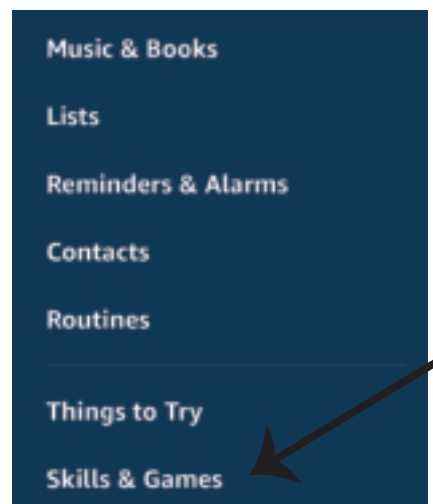 Music & Books
Lists
Reminders & Alarms
Contacts
Routines
Things to Try
Skills & Games